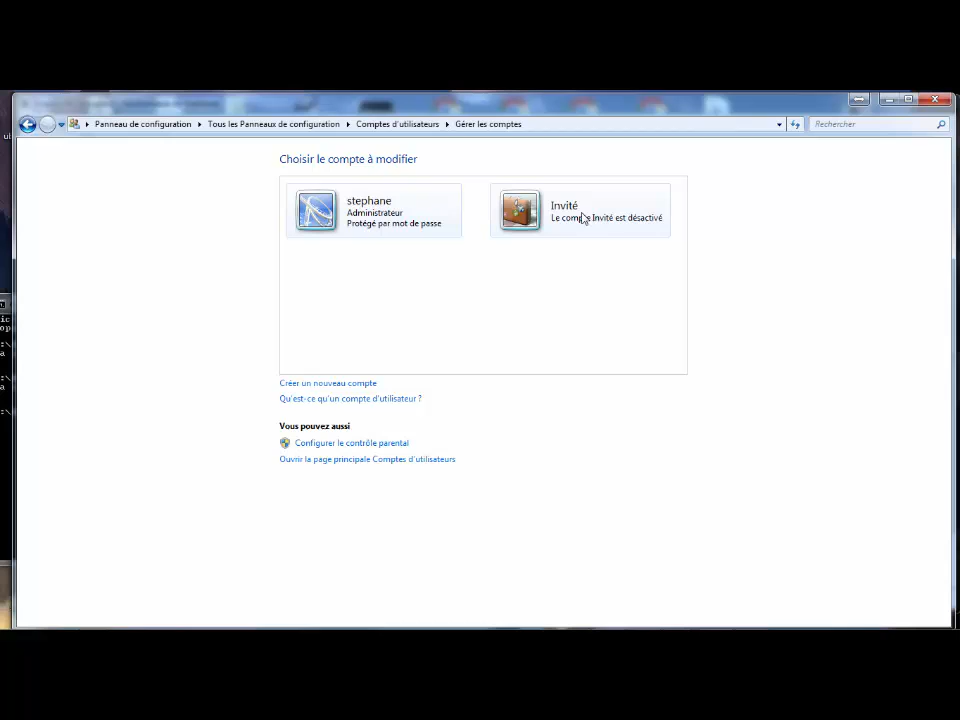 Panneau de configuration Tous les Panneaux de configuration Comptes d'utilisateurs Gérer les comptes Rechercher
Choisir le compte à modifier
stephane
Administrateur
Protégé par mot de passe
Invité
Le compte Invité est désactivé
Créer un nouveau compte
Qu'est-ce qu'un compte d'utilisateur ?
Vous pouvez aussi
Configurer le contrôle parental
Ouvrir la page principale Comptes d'utilisateurs